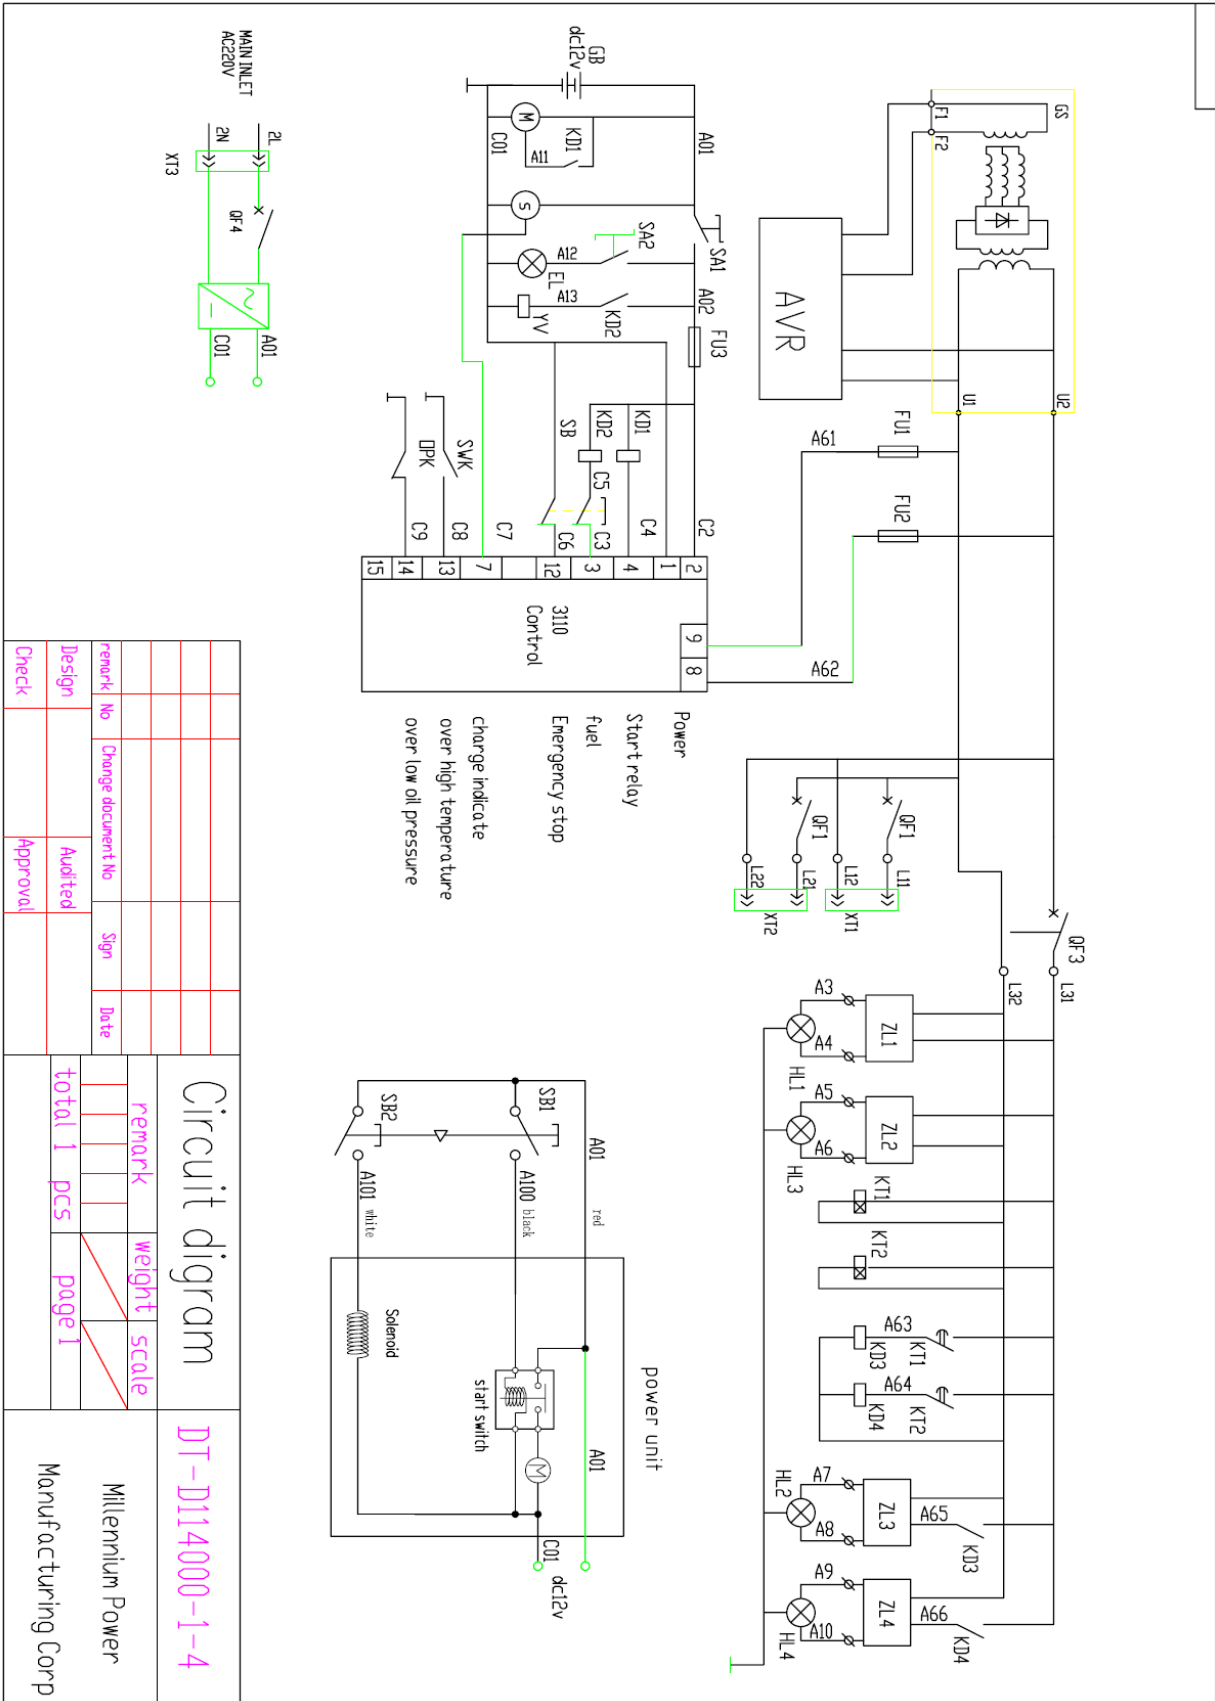 GS
F1
F2
U1
U2
AVR
FU1
FU2
A61
A62
GB
dc12v
M
KD1
A11
C01
A01
S
SA1
SA2
A12
EL
A02
A13
KD2
YV
FU3
SB
KD2
KD1
C5
SWK
OPK
C9
C8
C7
C6
C3
C4
C2
15
14
13
7
12
3
4
1
2
9
8
3110
Control
Power
Start relay
fuel
Emergency stop
charge indicate
over high temperature
over low oil pressure
MAIN INLET
AC220V
2L
2N
XT3
QF4
A01
C01
QF1
QF1
L22
L21
L12
L11
XT2
XT1
QF3
L31
L32
A3
A4
ZL1
HL1
A5
A6
ZL2
HL3
KT1
KT2
A63
KT1
KD3
A64
KT2
KD4
A7
A8
ZL3
HL2
A65
KD3
A9
A10
ZL4
HL4
A66
KD4
SB1
SB2
A01
red
A100
black
A101
white
power unit
Solenoid
start switch
M
A01
C01
dc12v
remark
No
Change document No
Sign
Date
Design
Audited
Check
Approval
Circuit digram
remark
weight
scale
total 1 pcs
page1
DT-D114000-1-4
Millennium Power
Manufacturing Corp